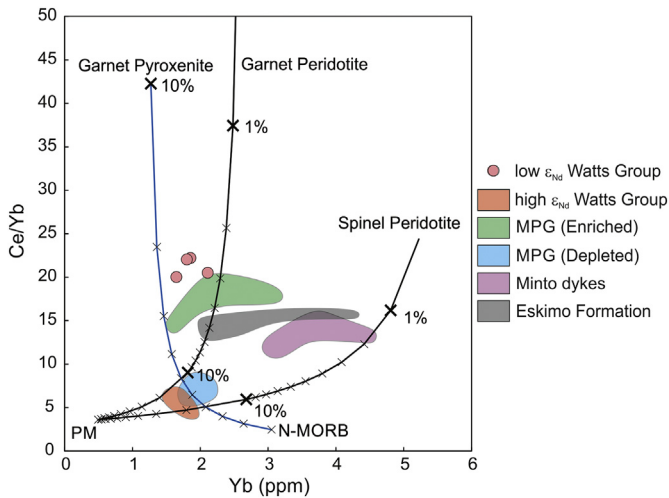 50
45
40
35
30
25
20
15
10
5
0
Ce/Yb
Garnet Pyroxenite
10%
Garnet Peridotite
1%
Spinel Peridotite
1%
10%
10%
PM
N-MORB
0
1
2
3
4
5
6
Yb (ppm)
low εNd Watts Group
high εNd Watts Group
MPG (Enriched)
MPG (Depleted)
Minto dykes
Eskimo Formation